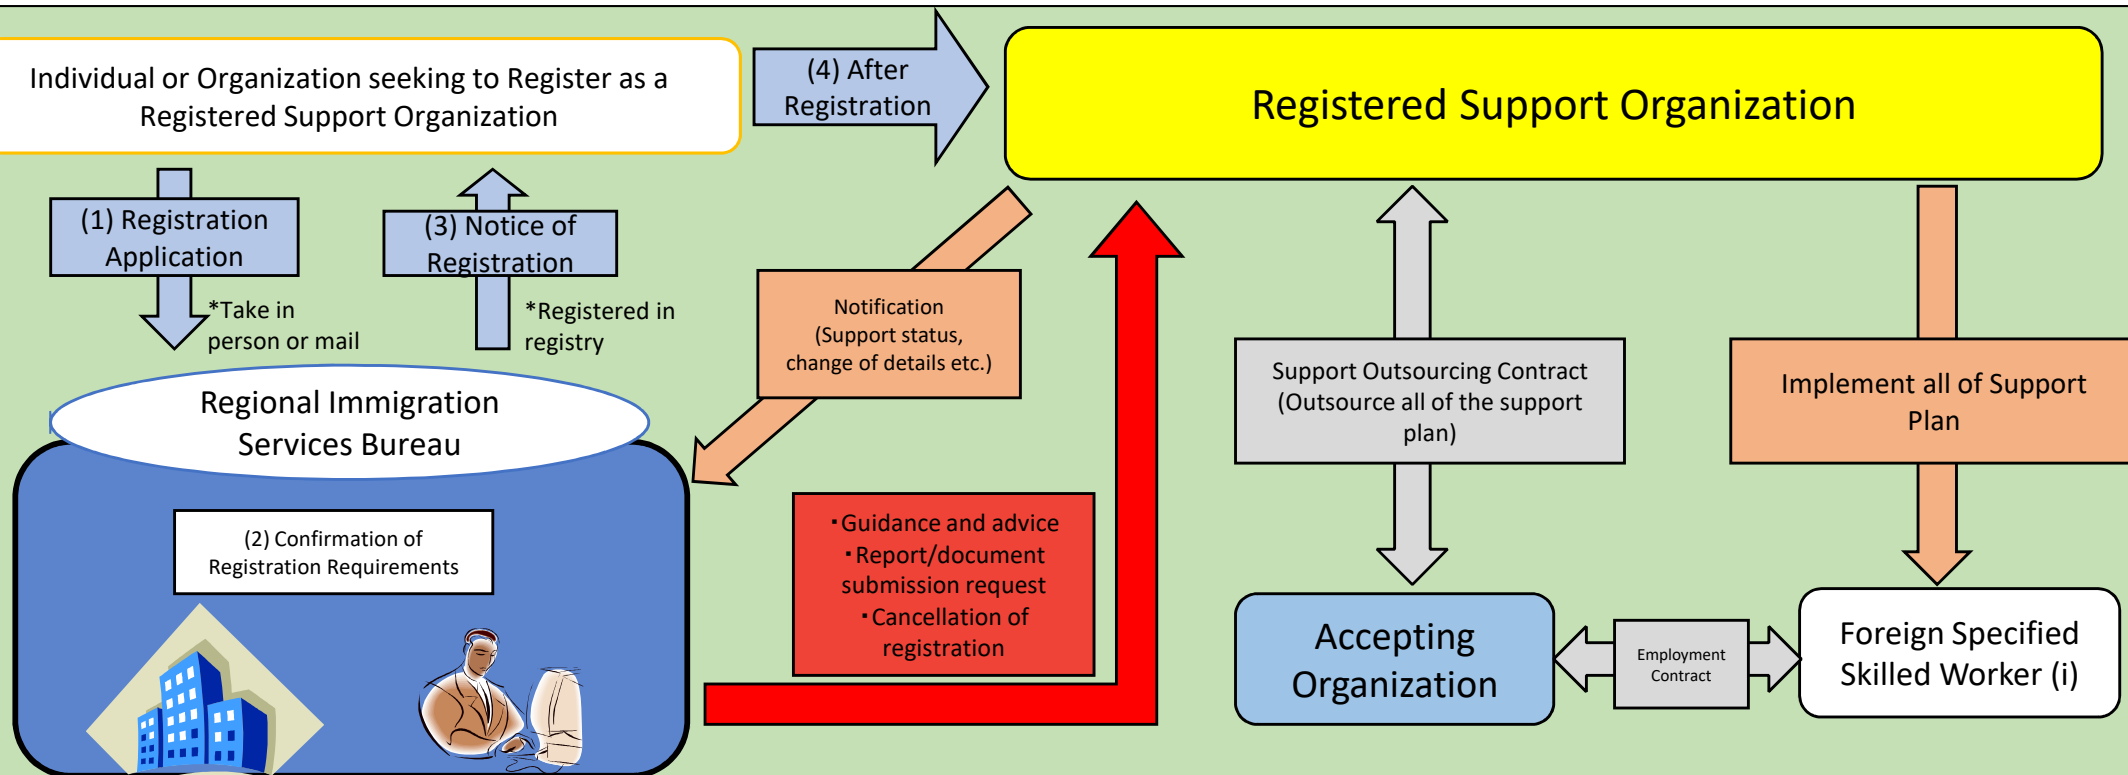 Individual or Organization seeking to Register as a
Registered Support Organization
(4) After
Registration
Registered Support Organization
(1) Registration
Application
*Take in
person or mail
(3) Notice of
Registration
*Registered in
registry
Notification
(Support status,
change of details etc.)
Support Outsourcing Contract
(Outsource all of the support
plan)
Implement all of Support
Plan
Regional Immigration
Services Bureau
(2) Confirmation of
Registration Requirements
・Guidance and advice
・Report/document
submission request
・Cancellation of
registration
Accepting
Organization
Employment
Contract
Foreign Specified
Skilled Worker (i)